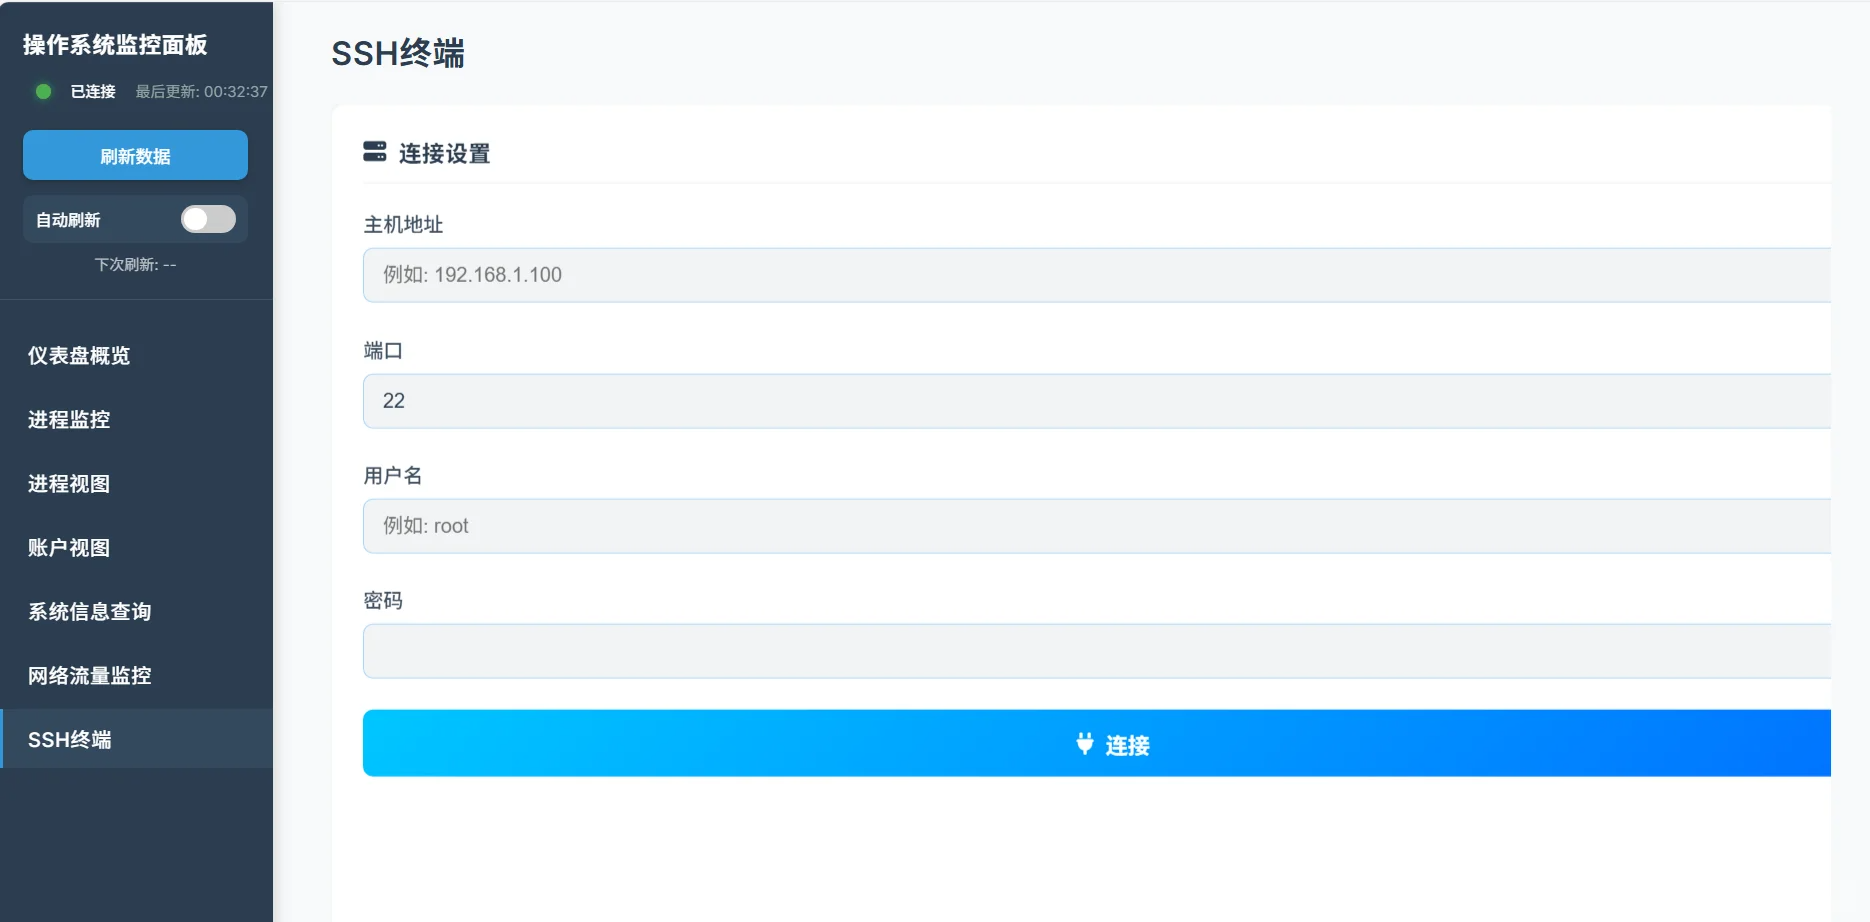 操作系统监控面板
已连接 最后更新: 00:32:37
刷新数据
自动刷新
下次刷新: --
仪表盘概览
进程监控
进程视图
账户视图
系统信息查询
网络流量监控
SSH终端
SSH终端
连接设置
主机地址
例如: 192.168.1.100
端口
22
用户名
例如: root
密码
连接